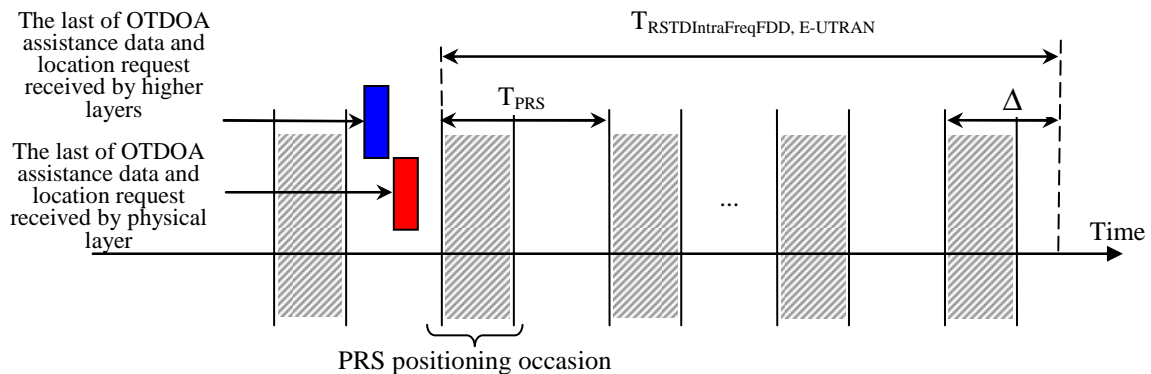 The last of OTDOA
assistance data and
location request
received by higher
layers
The last of OTDOA
assistance data and
location request
received by physical
layer
T_RSTDIntraFreqFDD, E-UTRAN
T_PRS
Δ
...
Time
PRS positioning occasion